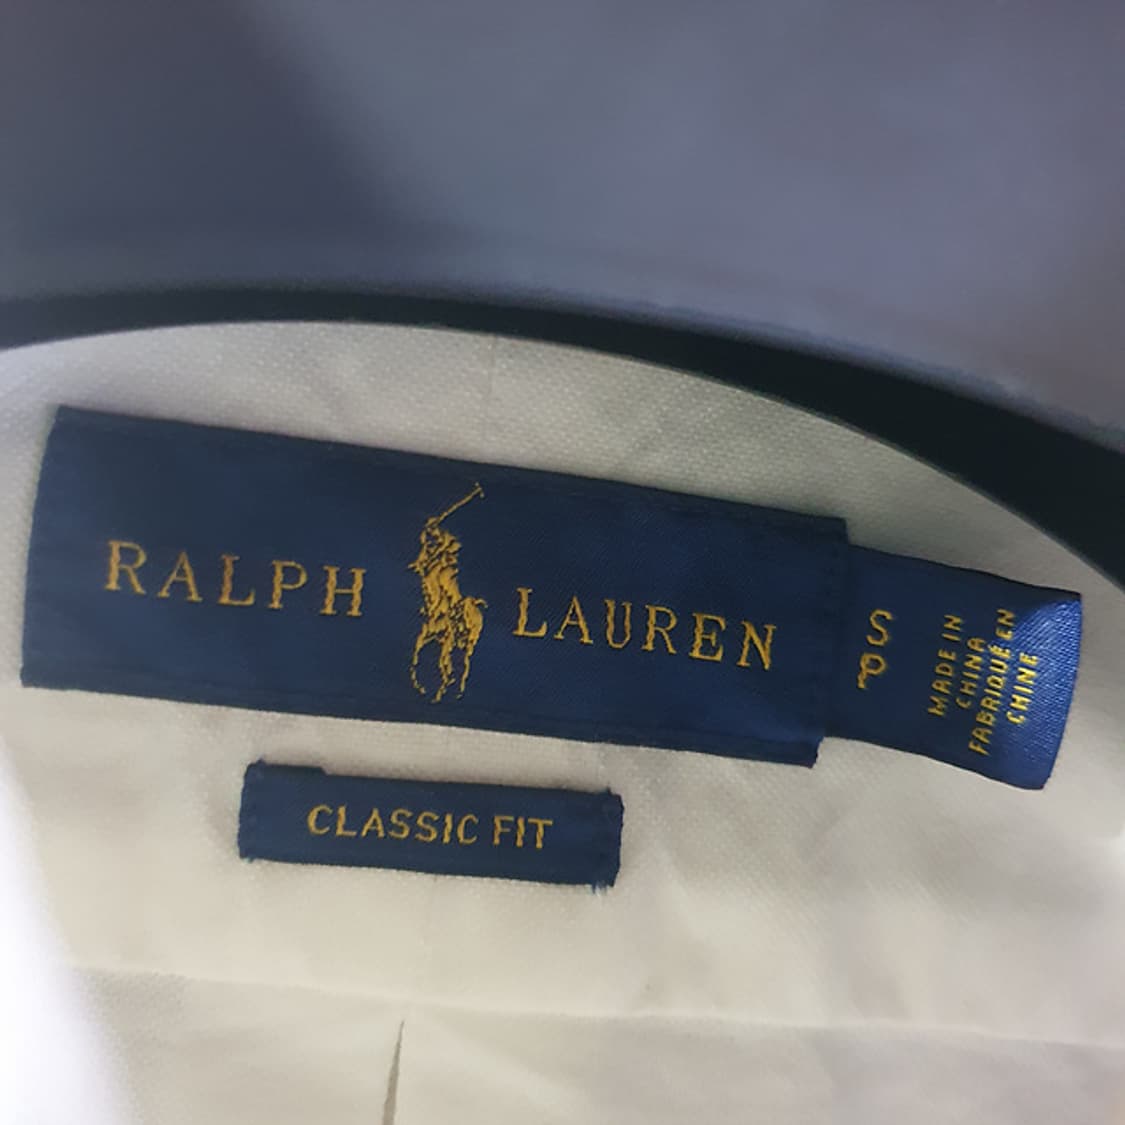 RALPH LAUREN
S
P
MADE IN
CHINA
FABRIQUÉ EN
CHINE
CLASSIC FIT